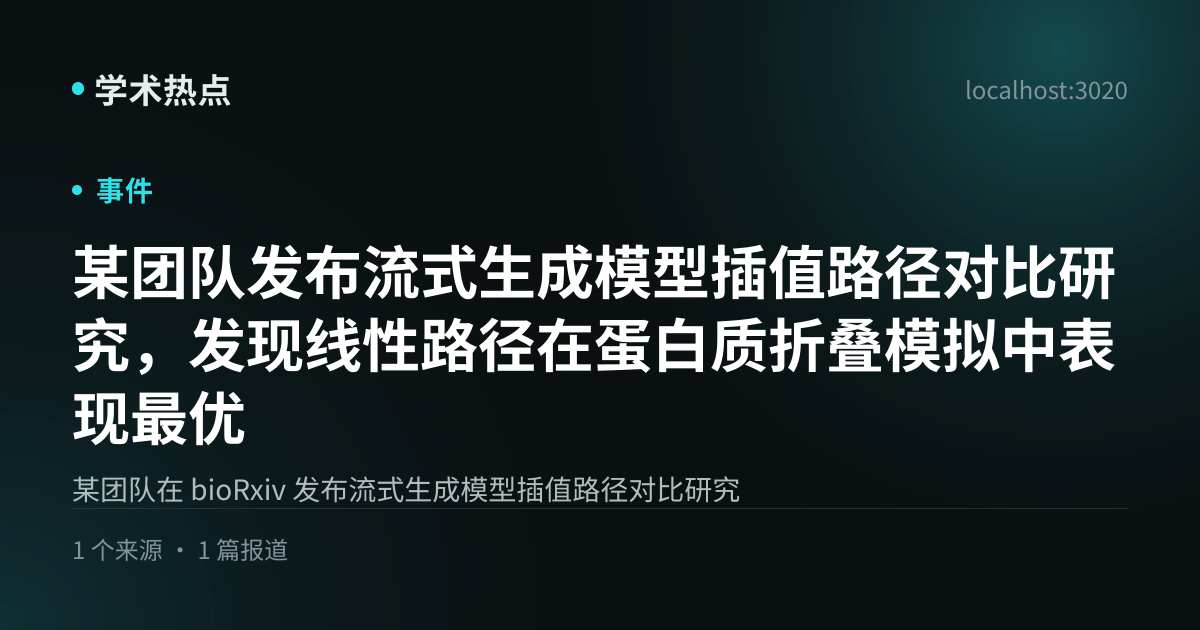 学术热点
localhost:3020
事件
某团队发布流式生成模型插值路径对比研
究，发现线性路径在蛋白质折叠模拟中表
现最优
某团队在 bioRxiv 发布流式生成模型插值路径对比研究
1 个来源 · 1 篇报道